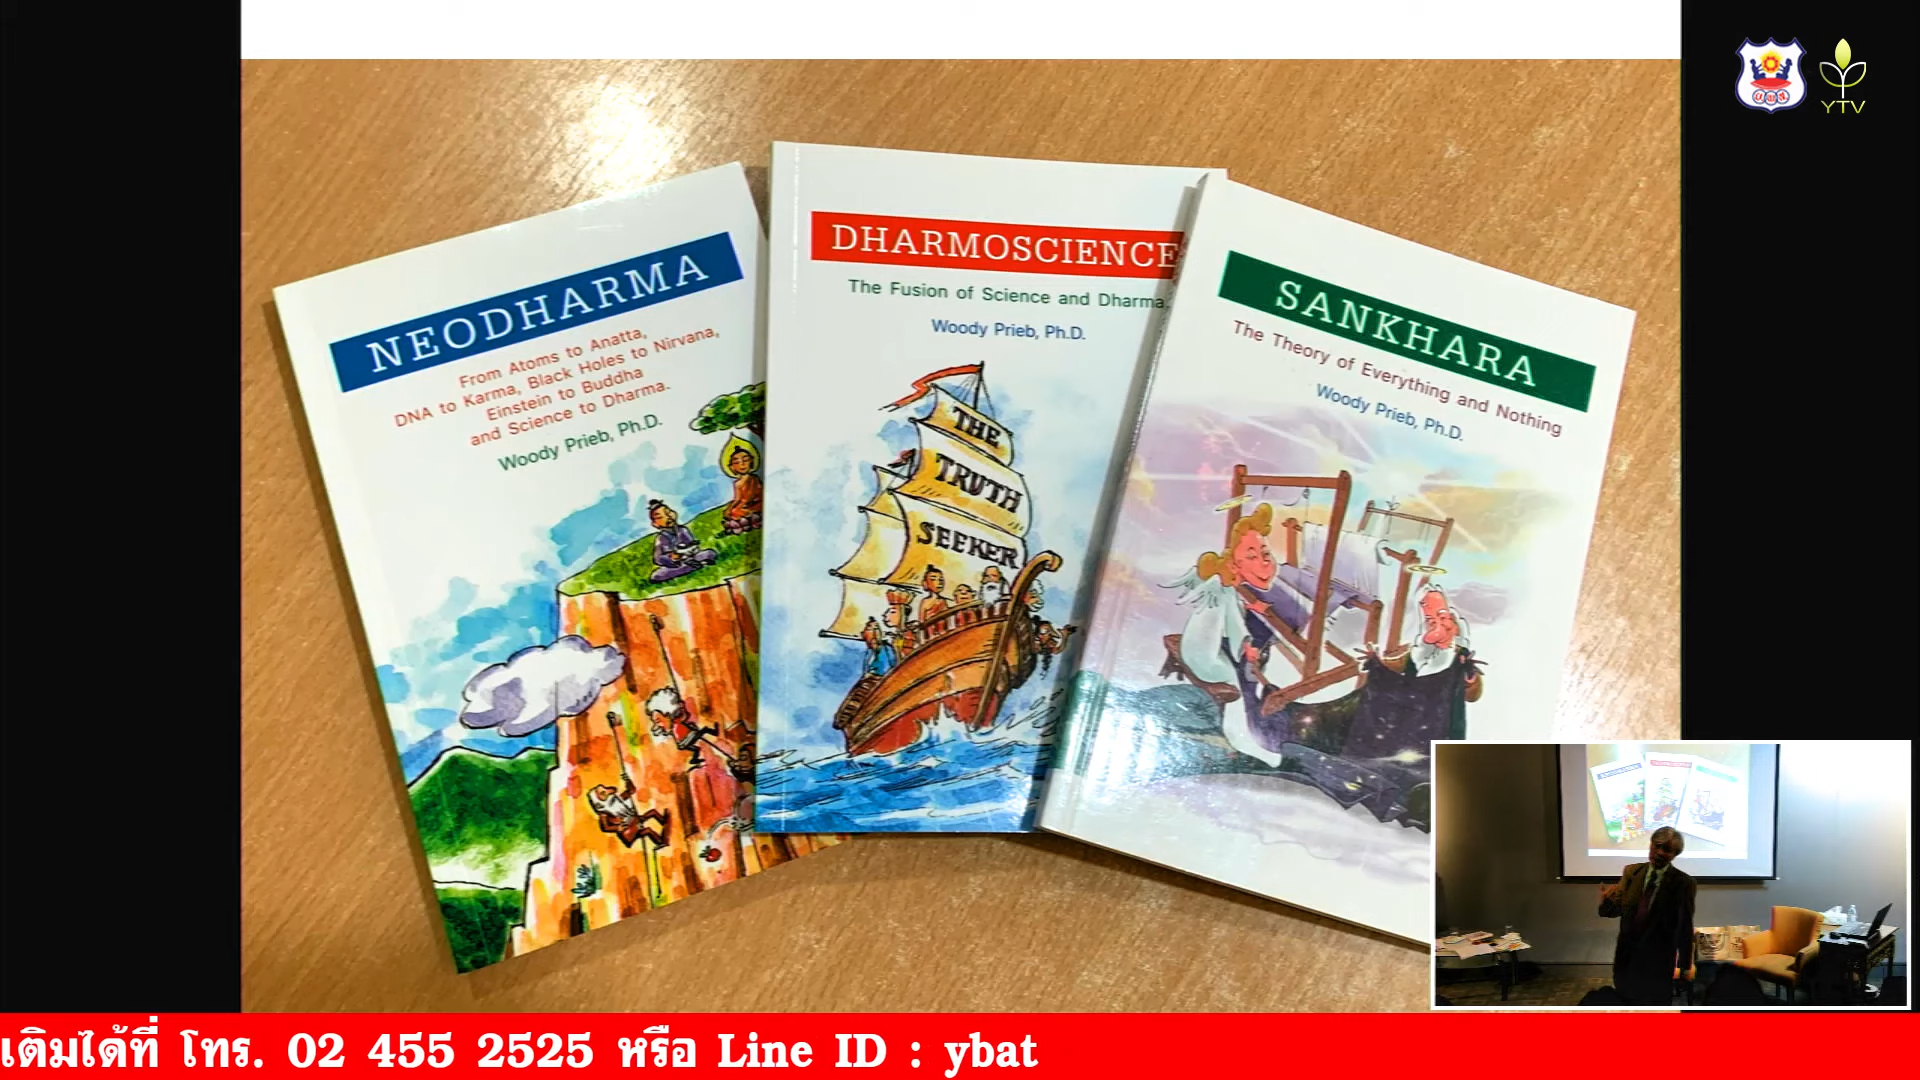 YTV
NEODHARMA
From Atoms to Anatta,
DNA to Karma, Black Holes to Nirvana,
Einstein to Buddha
and Science to Dharma.
Woody Prieb, Ph.D.
DHARMOSCIENCE
The Fusion of Science and Dharma
Woody Prieb, Ph.D.
THE
TRUTH
SEEKER
SANKHARA
The Theory of Everything and Nothing
Woody Prieb, Ph.D.
เติมได้ที่ โทร. 02 455 2525 หรือ Line ID : ybat